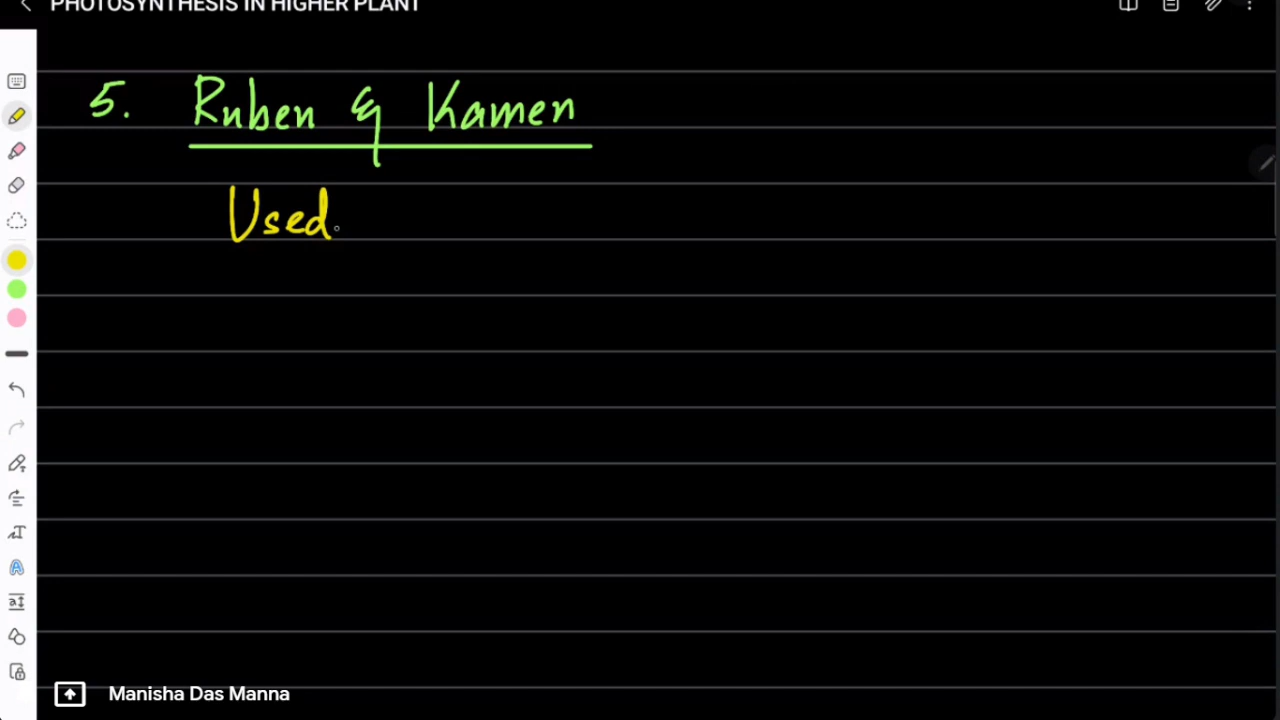 PHOTOSYNTHESIS IN HIGHER PLANT
5. Ruben & Kamen
Used
Manisha Das Manna